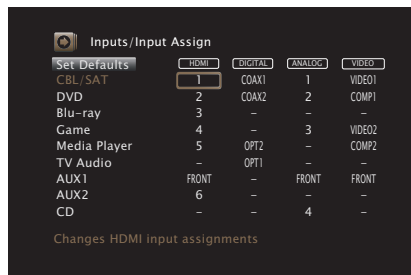 Inputs/Input Assign
Set Defaults HDMI DIGITAL ANALOG VIDEO
CBL/SAT 1 COAX1 1 VIDEO1
DVD 2 COAX2 2 COMP1
Blu-ray 3 – – –
Game 4 – 3 VIDEO2
Media Player 5 OPT2 – COMP2
TV Audio – OPT1 – –
AUX1 FRONT – FRONT FRONT
AUX2 6 – – –
CD – – 4 –
Changes HDMI input assignments